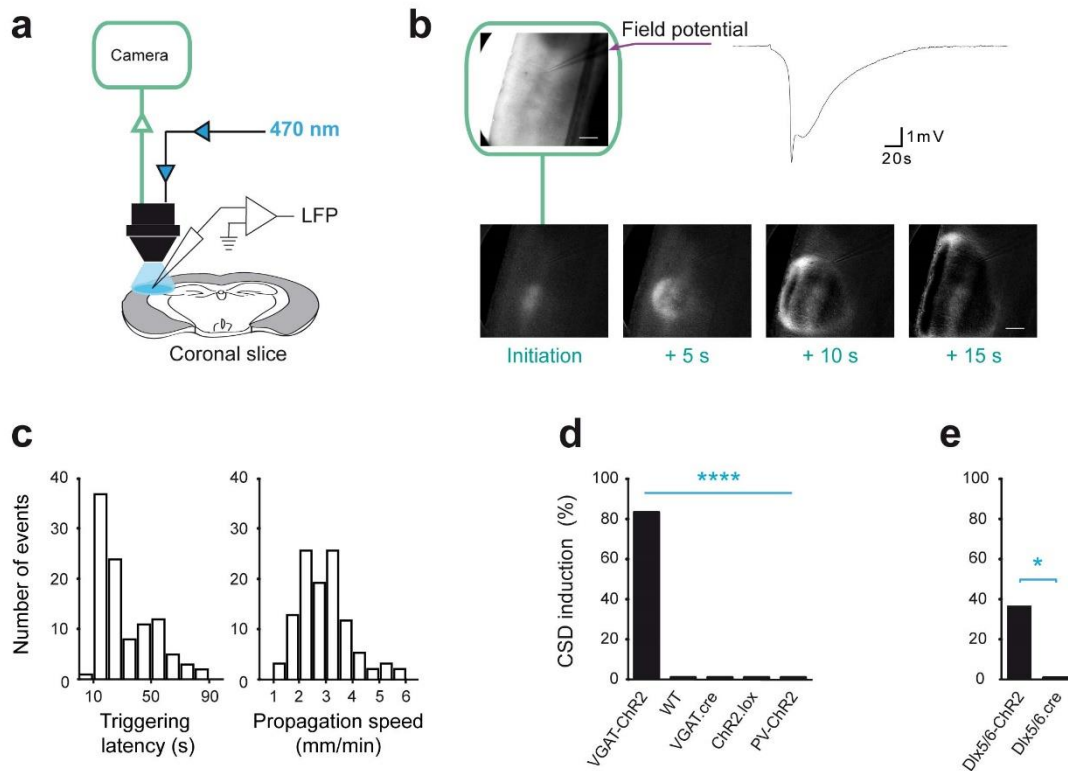 a
Camera
470 nm
LFP
Coronal slice
b
Field potential
1mV
20s
Initiation
+ 5 s
+ 10 s
+ 15 s
c
Number of events
40
30
20
10
0
10 50 90
Triggering
latency (s)
40
30
20
10
0
1 2 3 4 5 6
Propagation speed
(mm/min)
d
CSD induction (%)
100
80
60
40
20
0
****
VGAT-ChR2
WT
VGAT.cre
ChR2.lox
PV-ChR2
e
100
80
60
40
20
0
*
Dlx5/6-ChR2
Dlx5/6.cre